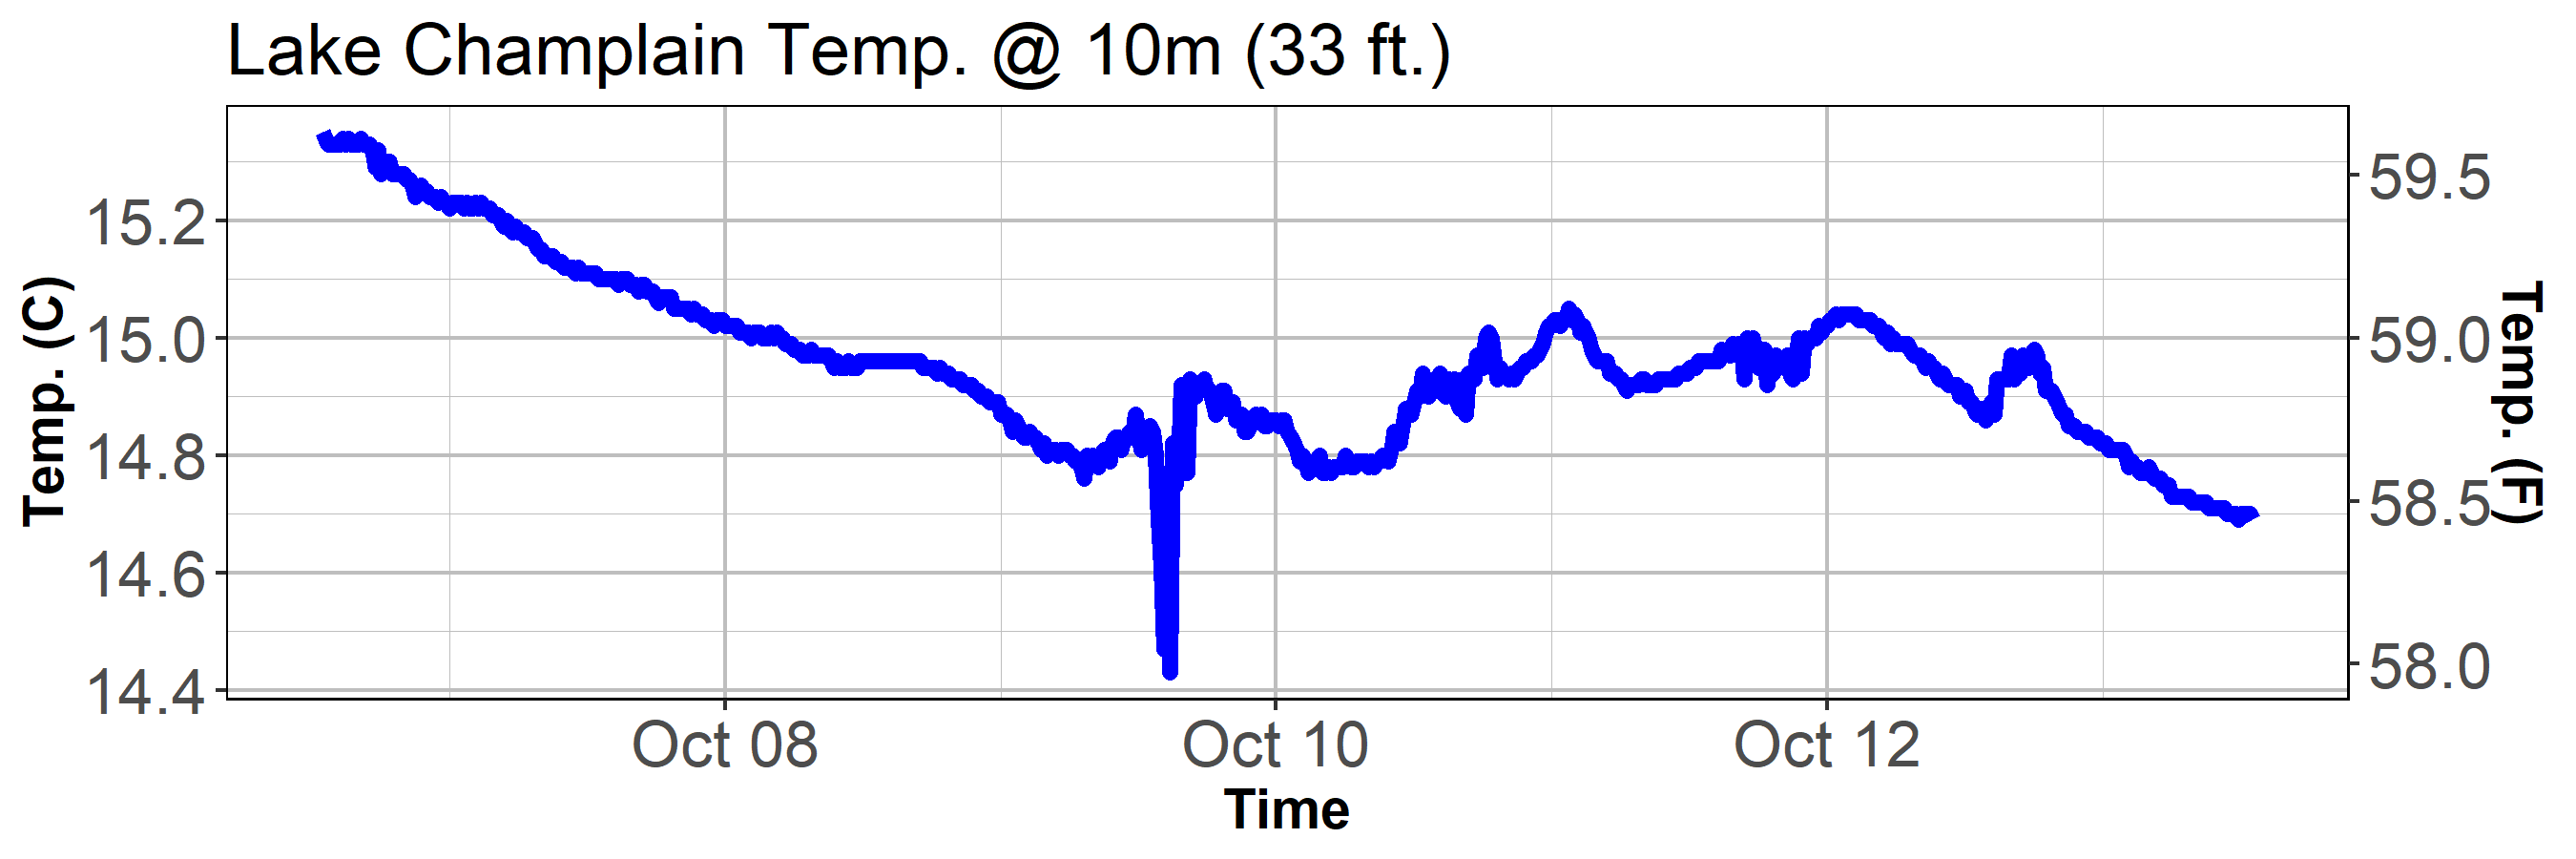 Lake Champlain Temp. @ 10m (33 ft.)
Temp. (C)
15.2
15.0
14.8
14.6
14.4
59.5
59.0
58.5
58.0
Temp. (F)
Oct 08
Oct 10
Oct 12
Time